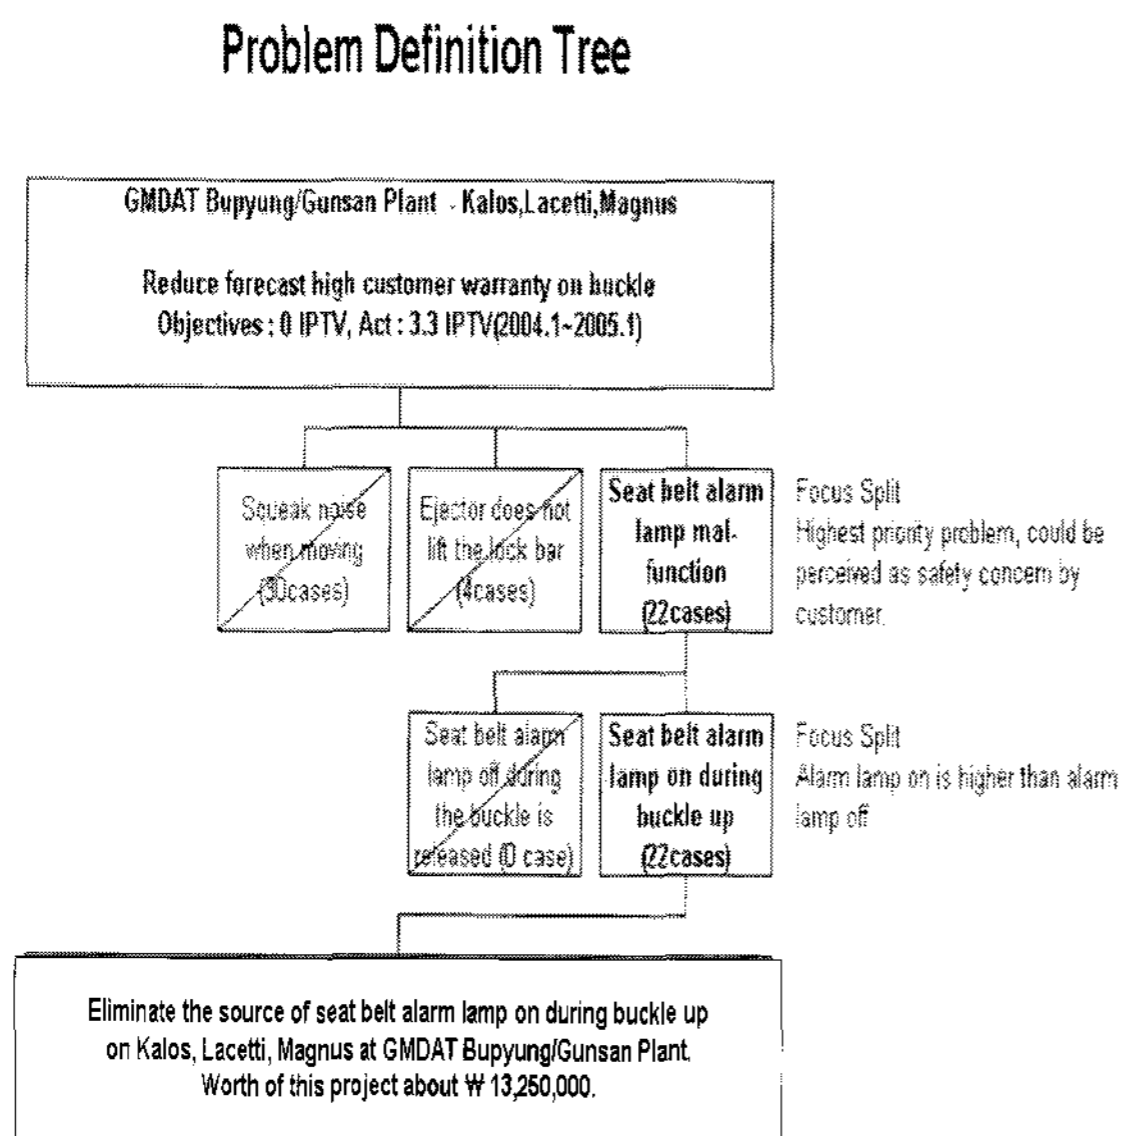 Problem Definition Tree
GMDAT Bupyung/Gunsan Plant - Kalos,Lacetti,Magnus
Reduce forecast high customer warranty on buckle
Objectives : 0 IPTV, Act : 3.3 IPTV(2004.1~2005.1)
Squeak noise
when moving
(30cases)
Ejector does not
lift the lock bar
(4cases)
Seat belt alarm
lamp mal-
function
(22cases)
Focus Split
Highest priority problem, could be
perceived as safety concern by
customer.
Seat belt alarm
lamp off during
the buckle is
released (0 case)
Seat belt alarm
lamp on during
buckle up
(22cases)
Focus Split
Alarm lamp on is higher than alarm
lamp off
Eliminate the source of seat belt alarm lamp on during buckle up
on Kalos, Lacetti, Magnus at GMDAT Bupyung/Gunsan Plant.
Worth of this project about ₩ 13,250,000.